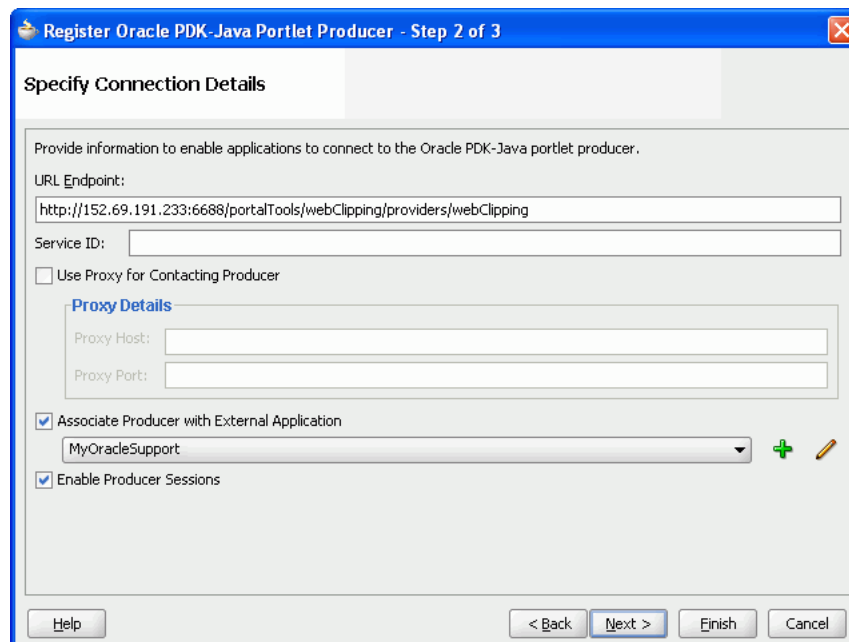 Register Oracle PDK-Java Portlet Producer - Step 2 of 3
Specify Connection Details
Provide information to enable applications to connect to the Oracle PDK-Java portlet producer.
URL Endpoint:
http://152.69.191.233:6688/portalTools/webClipping/providers/webClipping
Service ID:
Use Proxy for Contacting Producer
Proxy Details
Proxy Host:
Proxy Port:
Associate Producer with External Application
MyOracleSupport
Enable Producer Sessions
Help < Back Next > Finish Cancel